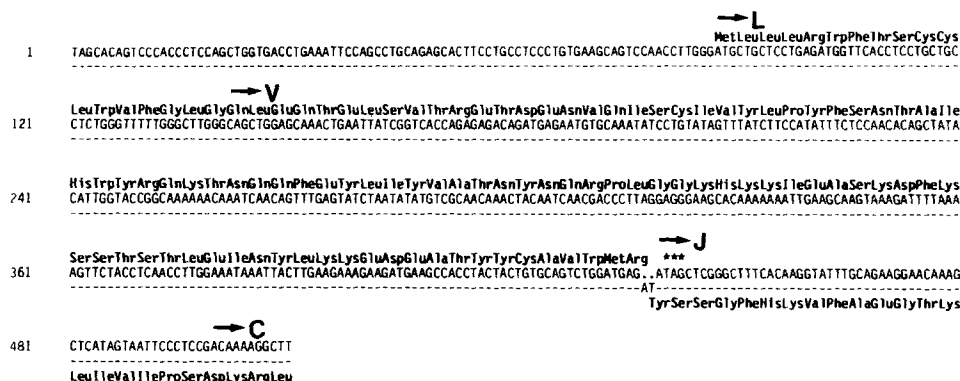 L
MetLeuLeuLeuArgTrpPheThrSerCysCys
1 TAGCACAGTCCCACCCTCCAGCTGGTGACCTGAAATTCCAGCCTGCAGAGCACTTCCTGCCTCCCTGTGAAGCAGTCCAACCTTGGGATGCTGCTCCTGAGATGGTTCACCTCCTGCTGC
V
LeuTrpValPheGlyLeuGlyGlnLeuGluGlnThrGluLeuSerValThrArgGluThrAspGluAsnValGlnIleSerCysIleValTyrLeuProTyrPheSerAsnThrAlaIle
121 CTCTGGGTTTTTGGGCTTGGGCAGCTGGAGCAAACTGAATTATCGGTCACCAGAGAGACAGATGAGAATGTGCAAATATCCTGTATAGTTTATCTTCCATATTTCTCCAACACAGCTATA
HisTrpTyrArgGlnLysThrAsnGlnGlnPheGluTyrLeuIleTyrValAlaThrAsnTyrAsnGlnArgProLeuGlyGlyLysHisLysLysIleGluAlaSerLysAspPheLys
241 CATTGGTACCGGCAAAAAACAAATCAACAGTTTGAGTATCTAATATATGTCGCAACAAACTACAATCAACGACCCTTAGGAGGGAAGCACAAAAAAATTGAAGCAAGTAAAGATTTTAAA
J
SerSerThrSerThrLeuGluIleAsnTyrLeuLysLysGluAspGluAlaThrTyrTyrCysAlaValTrpMetArg ***
361 AGTTCTACCTCAACCTTGGAAATAAATTACTTGAAGAAAGAAGATGAAGCCACCTACTACTGTGCAGTCTGGATGAG..ATAGCTCGGGCTTTCACAAGGTATTTGCAGAAGGAACAAAG
AT
TyrSerSerGlyPheHisLysValPheAlaGluGlyThrLys
C
481 CTCATAGTAATTCCCTCCGACAAAAGGCTT
LeuIleValIleProSerAspLysArgLeu